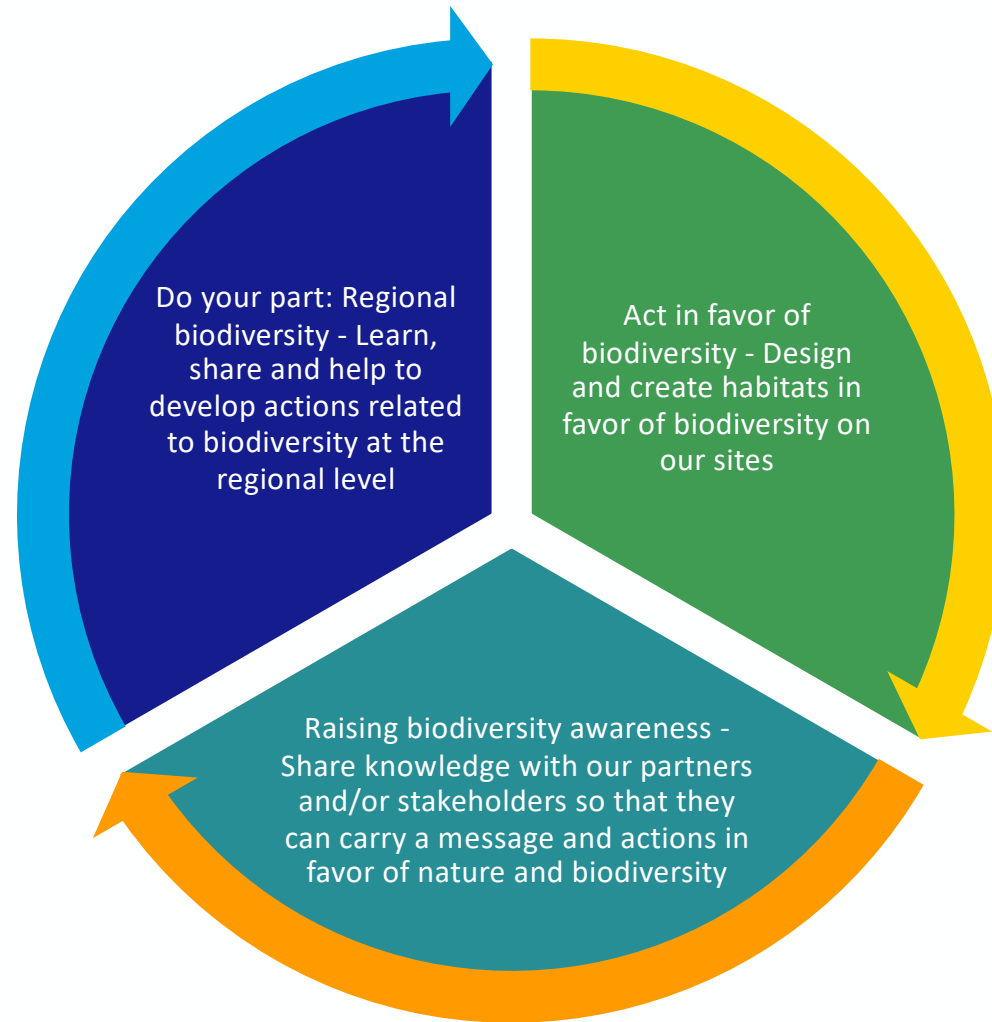 Do your part: Regional
biodiversity - Learn,
share and help to
develop actions related
to biodiversity at the
regional level
Act in favor of
biodiversity - Design
and create habitats in
favor of biodiversity on
our sites
Raising biodiversity awareness -
Share knowledge with our partners
and/or stakeholders so that they
can carry a message and actions in
favor of nature and biodiversity